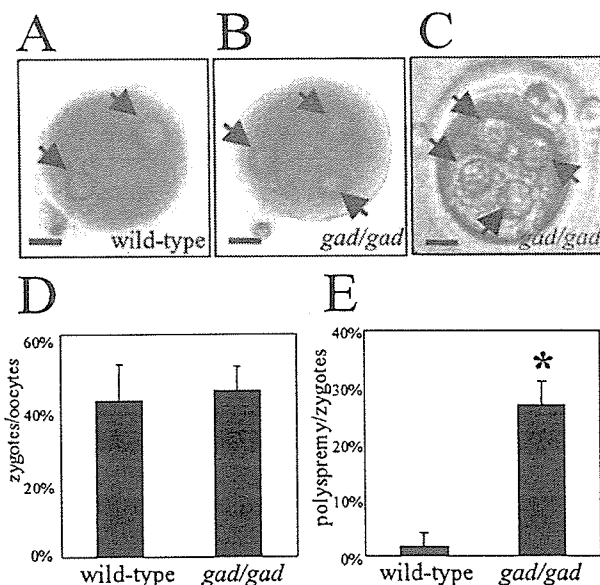 A
B
C
wild-type
gad/gad
gad/gad
D
E
60%
40%
20%
0%
zygotes/oocytes
wild-type
gad/gad
40%
30%
20%
10%
0%
polyspremy/zygotes
*
wild-type
gad/gad